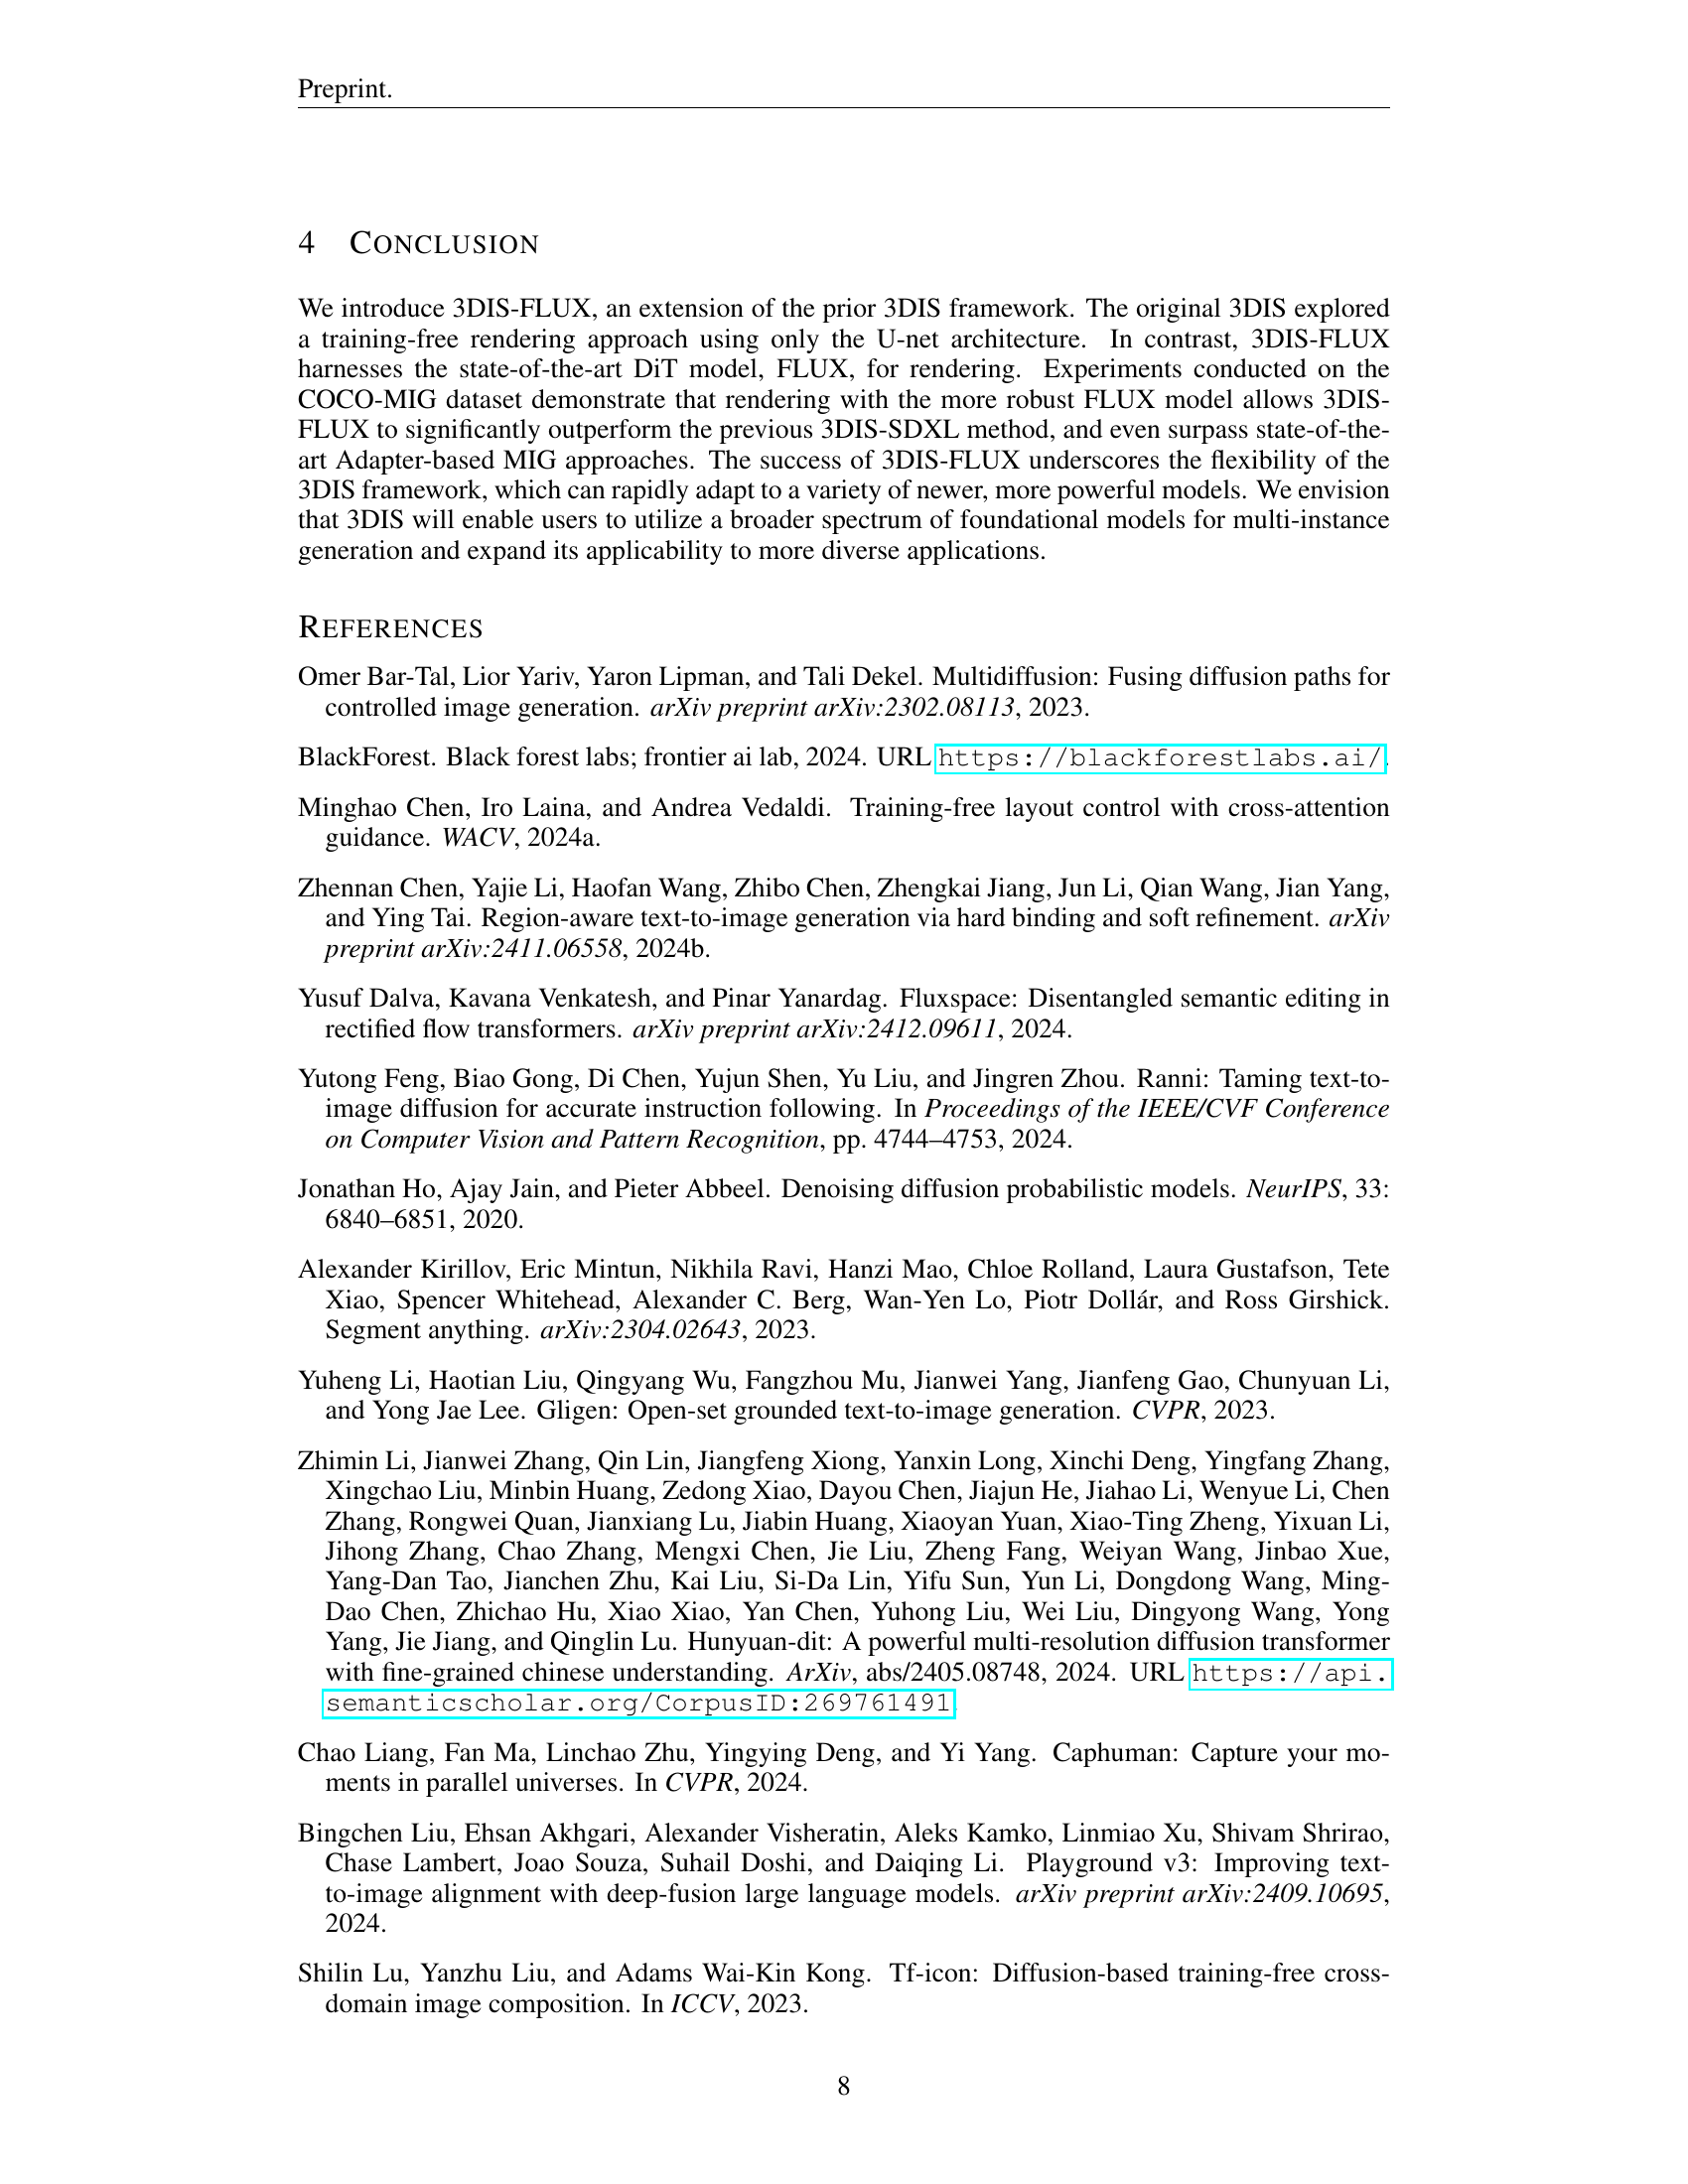 Preprint.
4 CONCLUSION
We introduce 3DIS-FLUX, an extension of the prior 3DIS framework. The original 3DIS explored
a training-free rendering approach using only the U-net architecture. In contrast, 3DIS-FLUX
harnesses the state-of-the-art DiT model, FLUX, for rendering. Experiments conducted on the
COCO-MIG dataset demonstrate that rendering with the more robust FLUX model allows 3DIS-
FLUX to significantly outperform the previous 3DIS-SDXL method, and even surpass state-of-the-
art Adapter-based MIG approaches. The success of 3DIS-FLUX underscores the flexibility of the
3DIS framework, which can rapidly adapt to a variety of newer, more powerful models. We envision
that 3DIS will enable users to utilize a broader spectrum of foundational models for multi-instance
generation and expand its applicability to more diverse applications.
REFERENCES
Omer Bar-Tal, Lior Yariv, Yaron Lipman, and Tali Dekel. Multidiffusion: Fusing diffusion paths for
controlled image generation. arXiv preprint arXiv:2302.08113, 2023.
BlackForest. Black forest labs; frontier ai lab, 2024. URL https://blackforestlabs.ai/.
Minghao Chen, Iro Laina, and Andrea Vedaldi. Training-free layout control with cross-attention
guidance. WACV, 2024a.
Zhennan Chen, Yajie Li, Haofan Wang, Zhibo Chen, Zhengkai Jiang, Jun Li, Qian Wang, Jian Yang,
and Ying Tai. Region-aware text-to-image generation via hard binding and soft refinement. arXiv
preprint arXiv:2411.06558, 2024b.
Yusuf Dalva, Kavana Venkatesh, and Pinar Yanardag. Fluxspace: Disentangled semantic editing in
rectified flow transformers. arXiv preprint arXiv:2412.09611, 2024.
Yutong Feng, Biao Gong, Di Chen, Yujun Shen, Yu Liu, and Jingren Zhou. Ranni: Taming text-to-
image diffusion for accurate instruction following. In Proceedings of the IEEE/CVF Conference
on Computer Vision and Pattern Recognition, pp. 4744–4753, 2024.
Jonathan Ho, Ajay Jain, and Pieter Abbeel. Denoising diffusion probabilistic models. NeurIPS, 33:
6840–6851, 2020.
Alexander Kirillov, Eric Mintun, Nikhila Ravi, Hanzi Mao, Chloe Rolland, Laura Gustafson, Tete
Xiao, Spencer Whitehead, Alexander C. Berg, Wan-Yen Lo, Piotr Dollár, and Ross Girshick.
Segment anything. arXiv:2304.02643, 2023.
Yuheng Li, Haotian Liu, Qingyang Wu, Fangzhou Mu, Jianwei Yang, Jianfeng Gao, Chunyuan Li,
and Yong Jae Lee. Gligen: Open-set grounded text-to-image generation. CVPR, 2023.
Zhimin Li, Jianwei Zhang, Qin Lin, Jiangfeng Xiong, Yanxin Long, Xinchi Deng, Yingfang Zhang,
Xingchao Liu, Minbin Huang, Zedong Xiao, Dayou Chen, Jiajun He, Jiahao Li, Wenyue Li, Chen
Zhang, Rongwei Quan, Jianxiang Lu, Jiabin Huang, Xiaoyan Yuan, Xiao-Ting Zheng, Yixuan Li,
Jihong Zhang, Chao Zhang, Mengxi Chen, Jie Liu, Zheng Fang, Weiyan Wang, Jinbao Xue,
Yang-Dan Tao, Jianchen Zhu, Kai Liu, Si-Da Lin, Yifu Sun, Yun Li, Dongdong Wang, Ming-
Dao Chen, Zhichao Hu, Xiao Xiao, Yan Chen, Yuhong Liu, Wei Liu, Dingyong Wang, Yong
Yang, Jie Jiang, and Qinglin Lu. Hunyuan-dit: A powerful multi-resolution diffusion transformer
with fine-grained chinese understanding. ArXiv, abs/2405.08748, 2024. URL https://api.
semanticscholar.org/CorpusID:269761491.
Chao Liang, Fan Ma, Linchao Zhu, Yingying Deng, and Yi Yang. Caphuman: Capture your mo-
ments in parallel universes. In CVPR, 2024.
Bingchen Liu, Ehsan Akhgari, Alexander Visheratin, Aleks Kamko, Linmiao Xu, Shivam Shrirao,
Chase Lambert, Joao Souza, Suhail Doshi, and Daiqing Li. Playground v3: Improving text-
to-image alignment with deep-fusion large language models. arXiv preprint arXiv:2409.10695,
2024.
Shilin Lu, Yanzhu Liu, and Adams Wai-Kin Kong. Tf-icon: Diffusion-based training-free cross-
domain image composition. In ICCV, 2023.
8